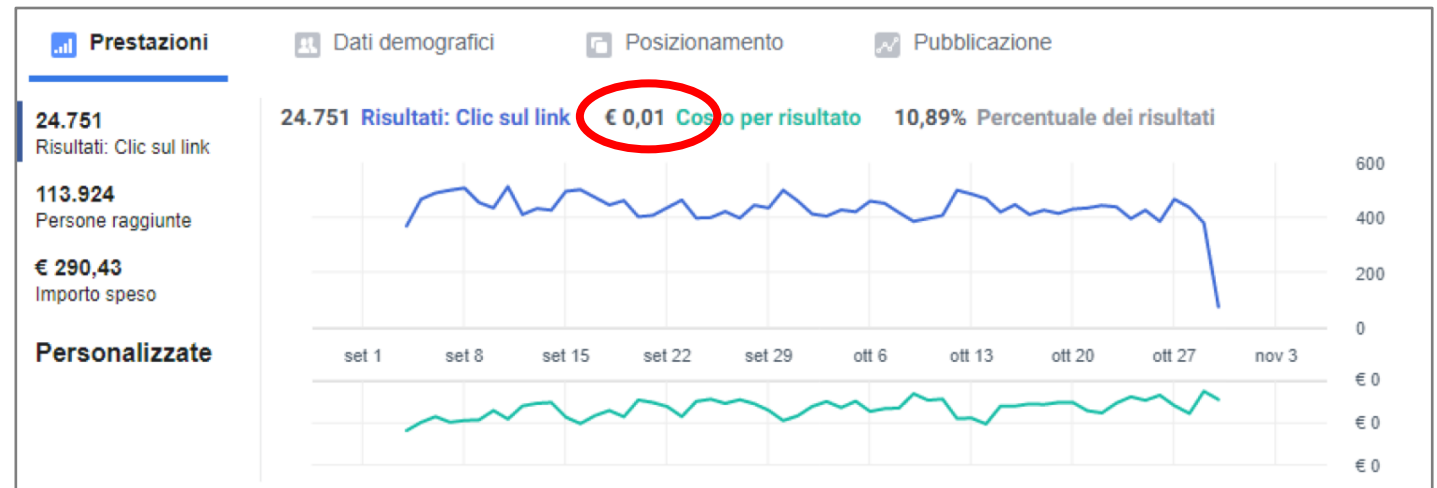 Prestazioni Dati demografici Posizionamento Pubblicazione
24.751
Risultati: Clic sul link
113.924
Persone raggiunte
€ 290,43
Importo speso
Personalizzate
24.751 Risultati: Clic sul link € 0,01 Costo per risultato 10,89% Percentuale dei risultati
600
400
200
0
set 1 set 8 set 15 set 22 set 29 ott 6 ott 13 ott 20 ott 27 nov 3
€ 0
€ 0
€ 0